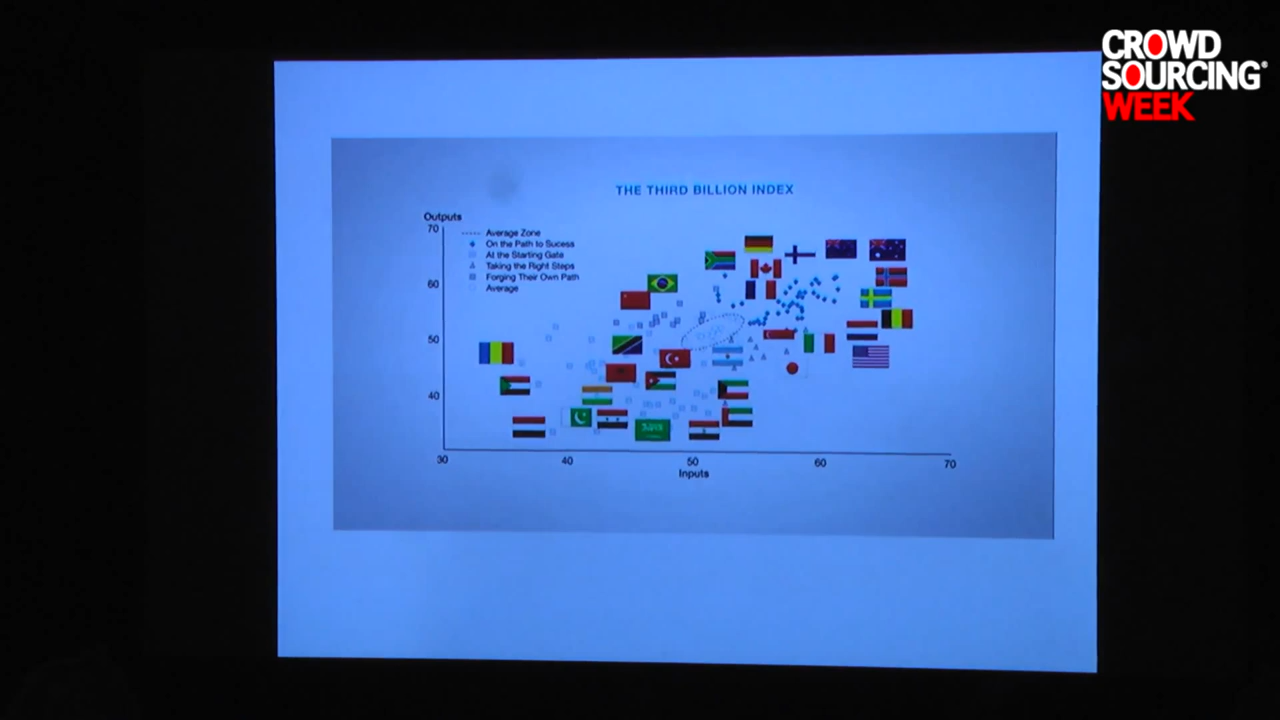 CROWD
SOURCING®
WEEK
THE THIRD BILLION INDEX
Outputs
70
60
50
40
Average Zone
On the Path to Sucess
At the Starting Gate
Taking the Right Steps
Forging Their Own Path
Average
30
40
50
60
70
Inputs